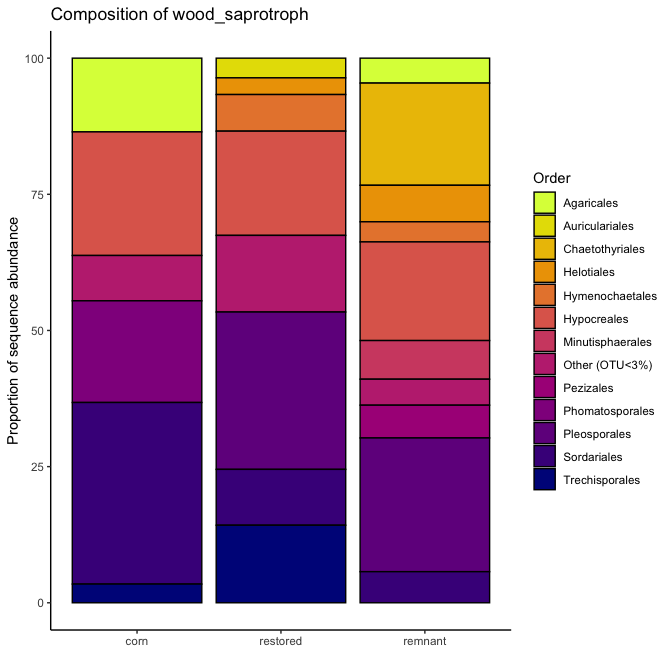 Composition of wood_saprotroph
Proportion of sequence abundance
100
75
50
25
0
corn
restored
remnant
Order
Agaricales
Auriculariales
Chaetothyriales
Helotiales
Hymenochaetales
Hypocreales
Minutisphaerales
Other (OTU<3%)
Pezizales
Phomatosporales
Pleosporales
Sordariales
Trechisporales